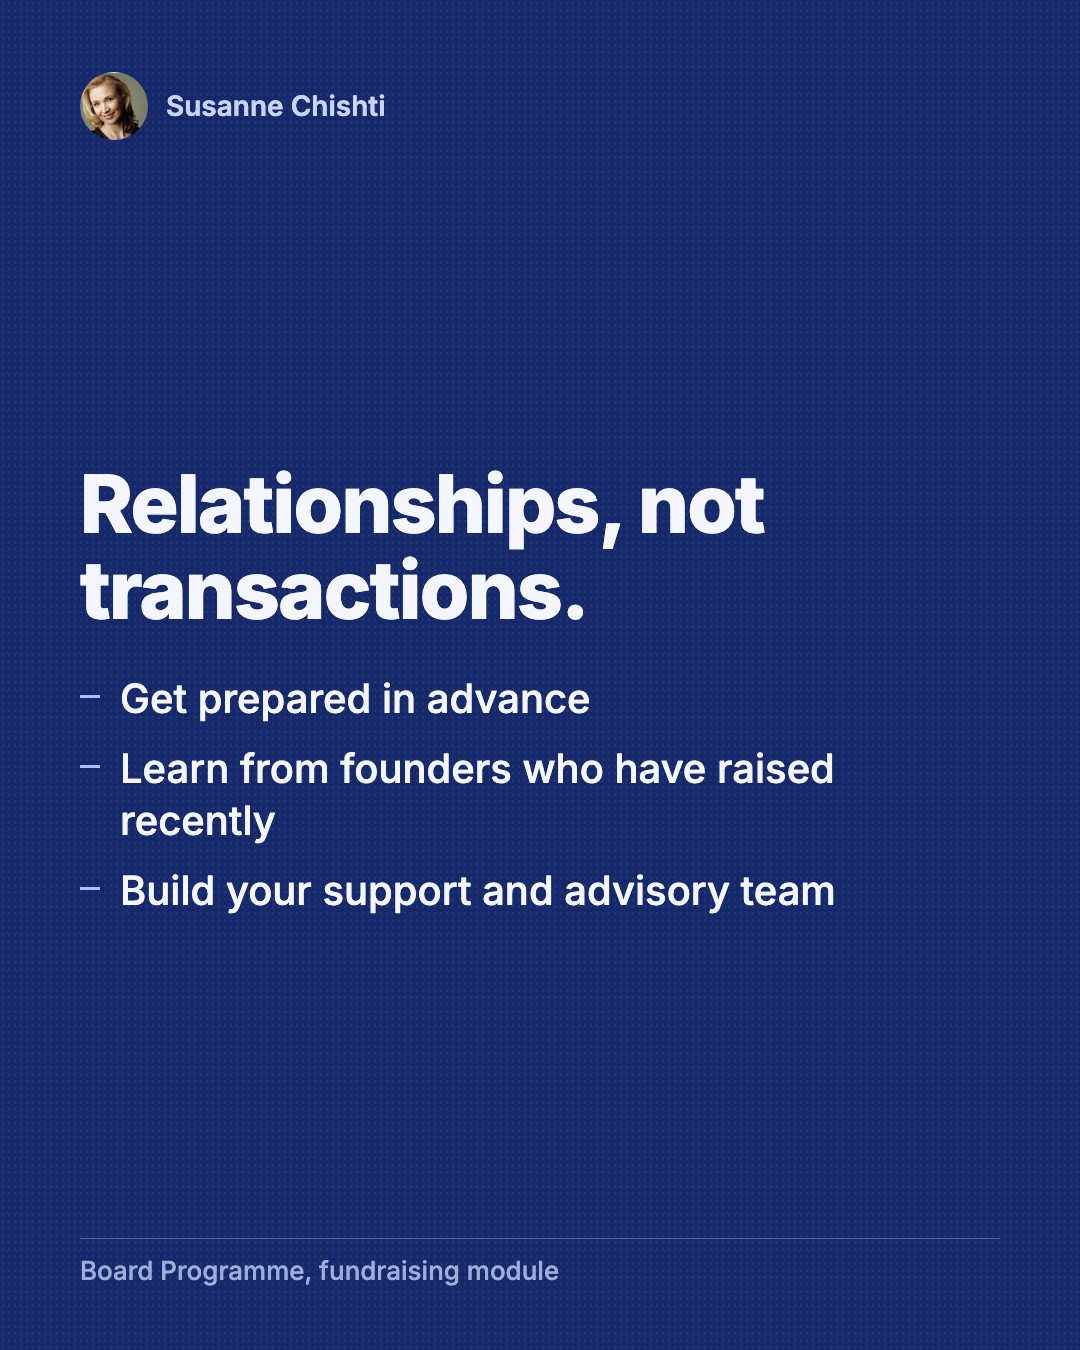 Susanne Chishti
Relationships, not
transactions.
– Get prepared in advance
– Learn from founders who have raised
recently
– Build your support and advisory team
Board Programme, fundraising module